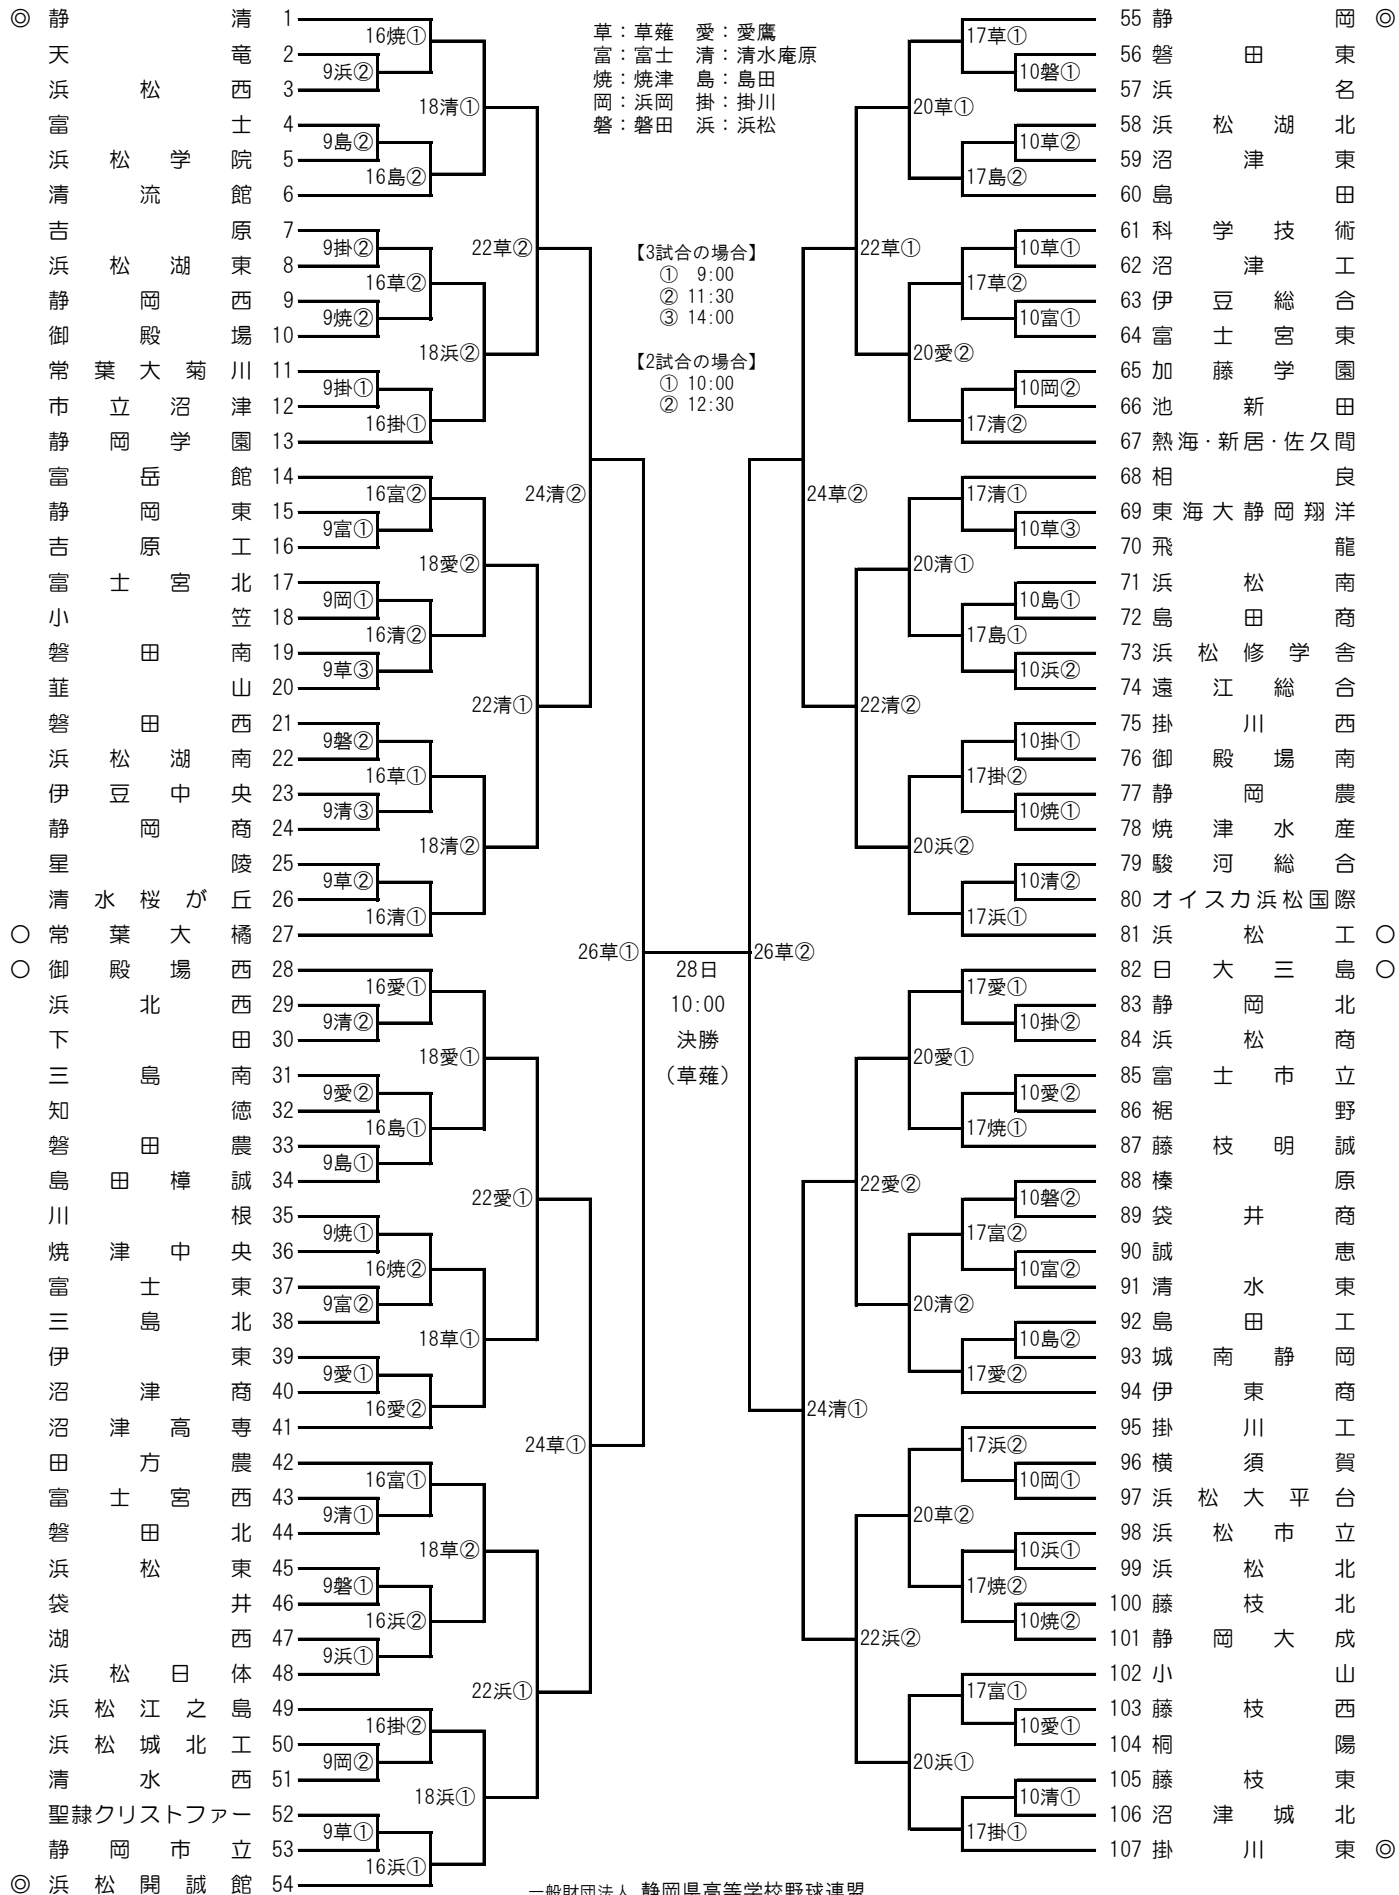 ◎ 静清 1
天竜 2
浜松西 3
富士 4
浜松学院 5
清流館 6
吉原 7
浜松湖東 8
静岡西 9
御殿場 10
常葉大菊川 11
市立沼津 12
静岡学園 13
富岳館 14
静岡東 15
吉原工 16
富士宮北 17
小笠 18
磐田南 19
韮山 20
磐田西 21
浜松湖南 22
伊豆中央 23
静岡商 24
星陵 25
清水桜が丘 26
○ 常葉大橘 27
○ 御殿場西 28
浜北西 29
下田 30
三島南 31
知徳 32
磐田農 33
島田樟誠 34
川根 35
焼津中央 36
富士東 37
三島北 38
伊東 39
沼津商 40
沼津高専 41
田方農 42
富士宮西 43
磐田北 44
浜松東 45
袋井 46
湖西 47
浜松日体 48
浜松江之島 49
浜松城北工 50
清水西 51
聖隷クリストファー 52
静岡市立 53
◎ 浜松開誠館 54
9浜②
9島②
9掛②
9焼②
9掛①
9富①
9岡①
9草③
9磐②
9清③
9草②
9清②
9愛②
9島①
9焼①
9富②
9愛①
9清①
9磐①
9浜①
9岡②
9草①
16焼①
16島②
16草②
16掛①
16富②
16清②
16草①
16清①
16愛①
16島①
16焼②
16愛②
16富①
16浜②
16掛②
16浜①
18清①
18浜②
18愛②
18清②
18愛①
18草①
18草②
18浜①
22草②
22清①
22愛①
22浜①
24清②
24草①
26草①
草：草薙 愛：愛鷹
富：富士 清：清水庵原
焼：焼津 島：島田
岡：浜岡 掛：掛川
磐：磐田 浜：浜松
【3試合の場合】
① 9:00
② 11:30
③ 14:00
【2試合の場合】
① 10:00
② 12:30
28日
10:00
決勝
（草薙）
26草②
24草②
24清①
22草①
22清②
22愛②
22浜②
20草①
20愛②
20清①
20浜②
20愛①
20清②
20草②
20浜①
17草①
17島②
17草②
17清②
17清①
17島①
17掛②
17浜①
17愛①
17焼①
17富②
17愛②
17浜②
17焼②
17富①
17掛①
10磐①
10草②
10草①
10富①
10岡②
10草③
10島①
10浜②
10掛①
10焼①
10清②
10掛②
10愛②
10磐②
10富②
10島②
10岡①
10浜①
10焼②
10愛①
10清①
55 静岡 ◎
56 磐田東
57 浜名
58 浜松湖北
59 沼津東
60 島田
61 科学技術
62 沼津工
63 伊豆総合
64 富士宮東
65 加藤学園
66 池新田
67 熱海・新居・佐久間
68 相良
69 東海大静岡翔洋
70 飛龍
71 浜松南
72 島田商
73 浜松修学舎
74 遠江総合
75 掛川西
76 御殿場南
77 静岡農
78 焼津水産
79 駿河総合
80 オイスカ浜松国際
81 浜松工 ○
82 日大三島 ○
83 静岡北
84 浜松商
85 富士市立
86 裾野
87 藤枝明誠
88 榛原
89 袋井商
90 誠恵
91 清水東
92 島田工
93 城南静岡
94 伊東商
95 掛川工
96 横須賀
97 浜松大平台
98 浜松市立
99 浜松北
100 藤枝北
101 静岡大成
102 小山
103 藤枝西
104 桐陽
105 藤枝東
106 沼津城北
107 掛川東 ◎
一般財団法人 静岡県高等学校野球連盟